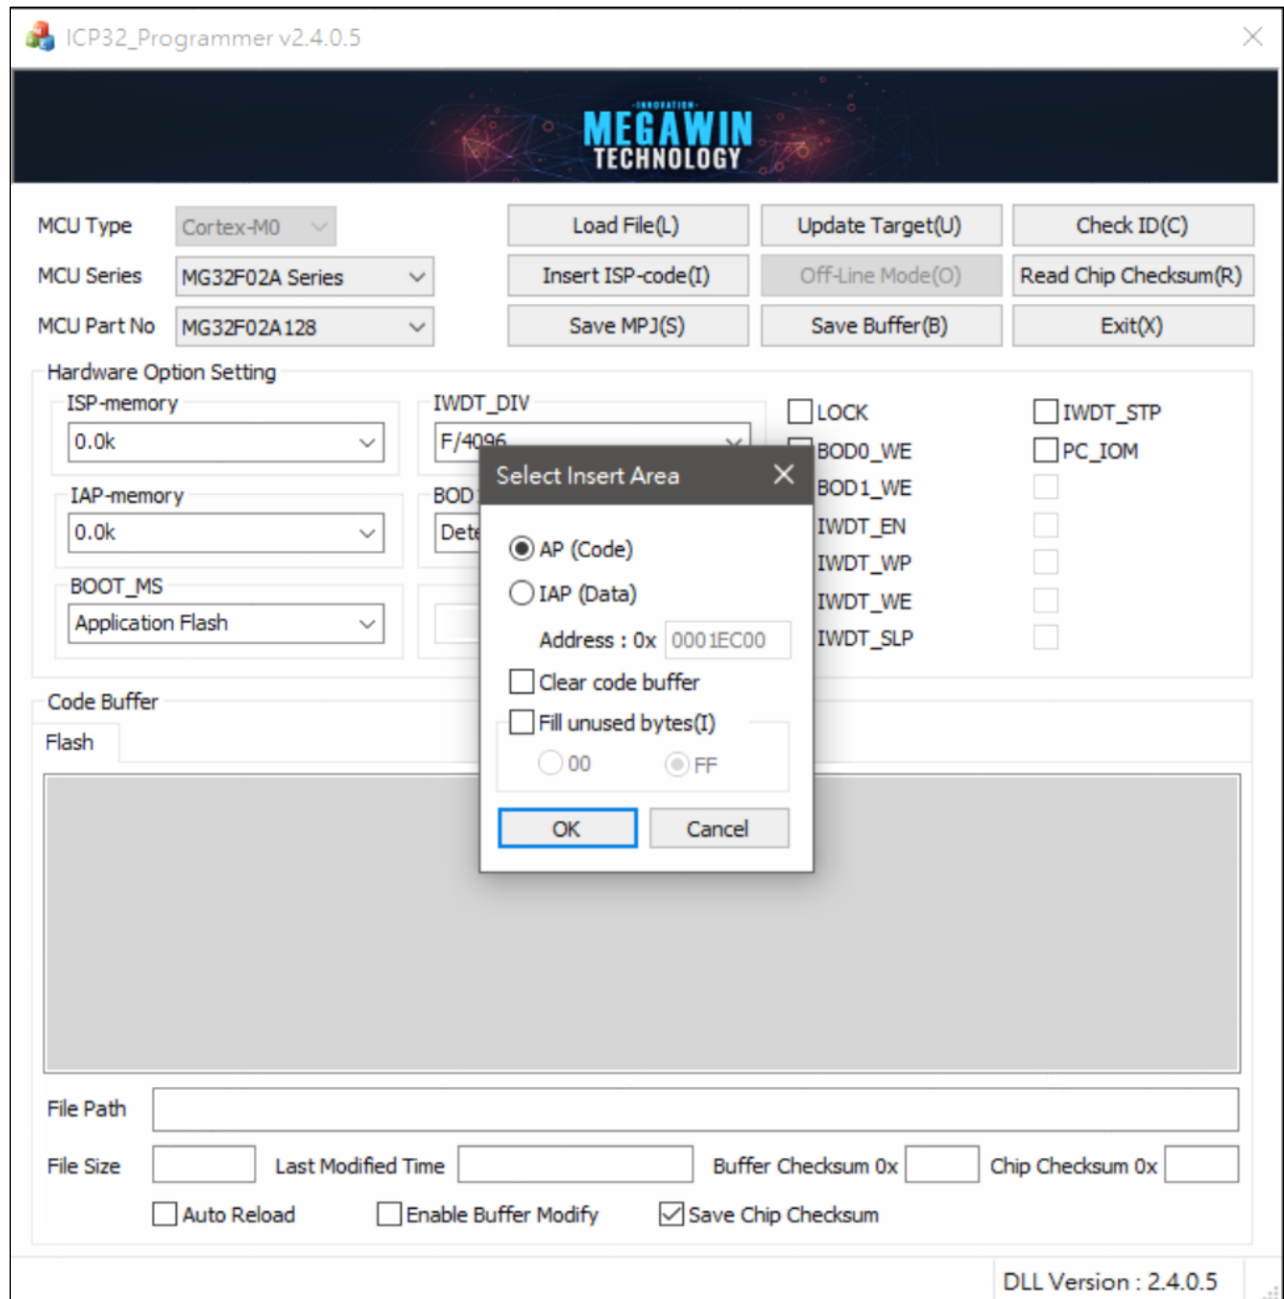 ICP32_Programmer v2.4.0.5
-INNOVATION-
MEGAWIN
TECHNOLOGY
MCU Type Cortex-M0 Load File(L) Update Target(U) Check ID(C)
MCU Series MG32F02A Series Insert ISP-code(I) Off-Line Mode(O) Read Chip Checksum(R)
MCU Part No MG32F02A128 Save MPJ(S) Save Buffer(B) Exit(X)
Hardware Option Setting
ISP-memory IWDT_DIV
0.0k F/4096 LOCK IWDT_STP
BOD0_WE PC_IOM
Select Insert Area
IAP-memory BOD1_WE
0.0k IWDT_EN
AP (Code)
IWDT_WP
BOOT_MS IAP (Data) IWDT_WE
Application Flash Address : 0x 0001EC00 IWDT_SLP
Clear code buffer
Code Buffer Fill unused bytes(I)
Flash
00 FF
OK Cancel
File Path
File Size Last Modified Time Buffer Checksum 0x Chip Checksum 0x
Auto Reload Enable Buffer Modify Save Chip Checksum
DLL Version : 2.4.0.5